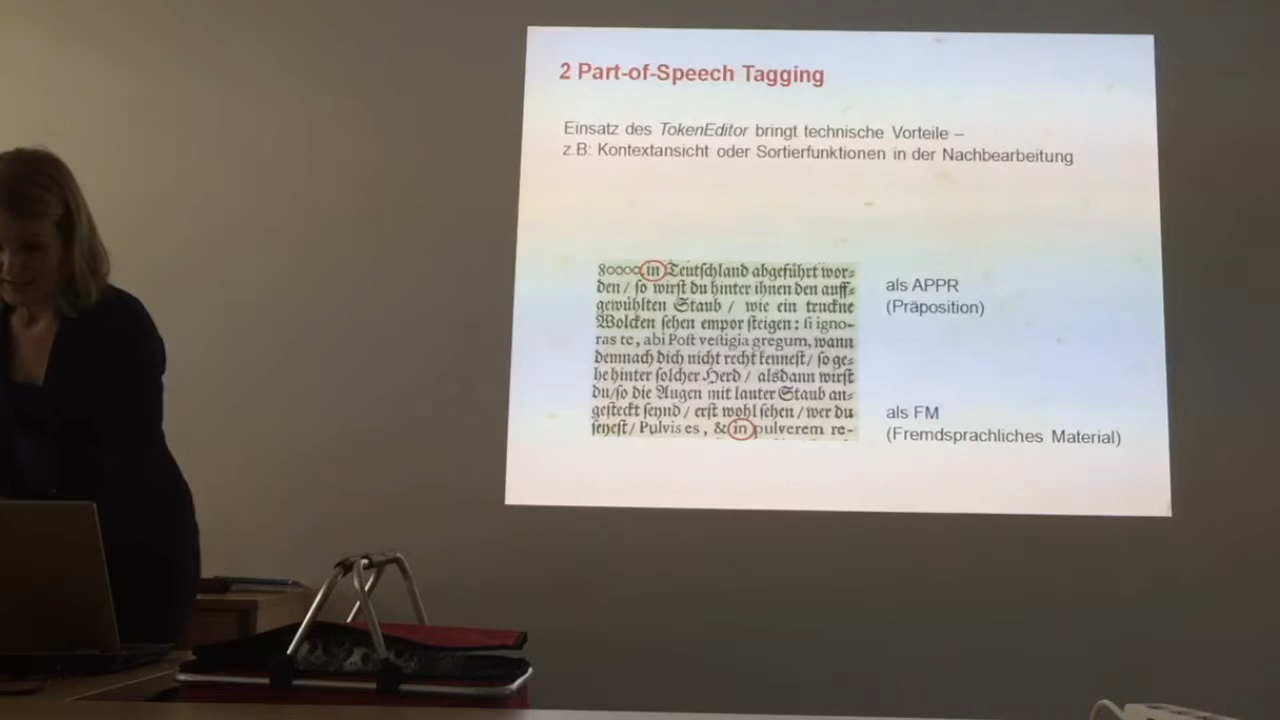 2 Part-of-Speech Tagging
Einsatz des TokenEditor bringt technische Vorteile –
z.B: Kontextansicht oder Sortierfunktionen in der Nachbearbeitung
80000 in Teutschland abgeführt wor⸗
den / so wirst du hinter ihnen den auff⸗
gewühlten Staub / wie ein truckne
Wolcken sehen empor steigen: si igno-
ras te, abi Post vestigia gregum, wann
demnach dich nicht recht kennest / so ge⸗
he hinter solcher Herd / alsdann wirst
du/so die Augen mit lauter Staub an⸗
gesteckt seynd / erst wohl sehen / wer du
seyest/ Pulvis es, & in pulverem re-
als APPR
(Präposition)
als FM
(Fremdsprachliches Material)